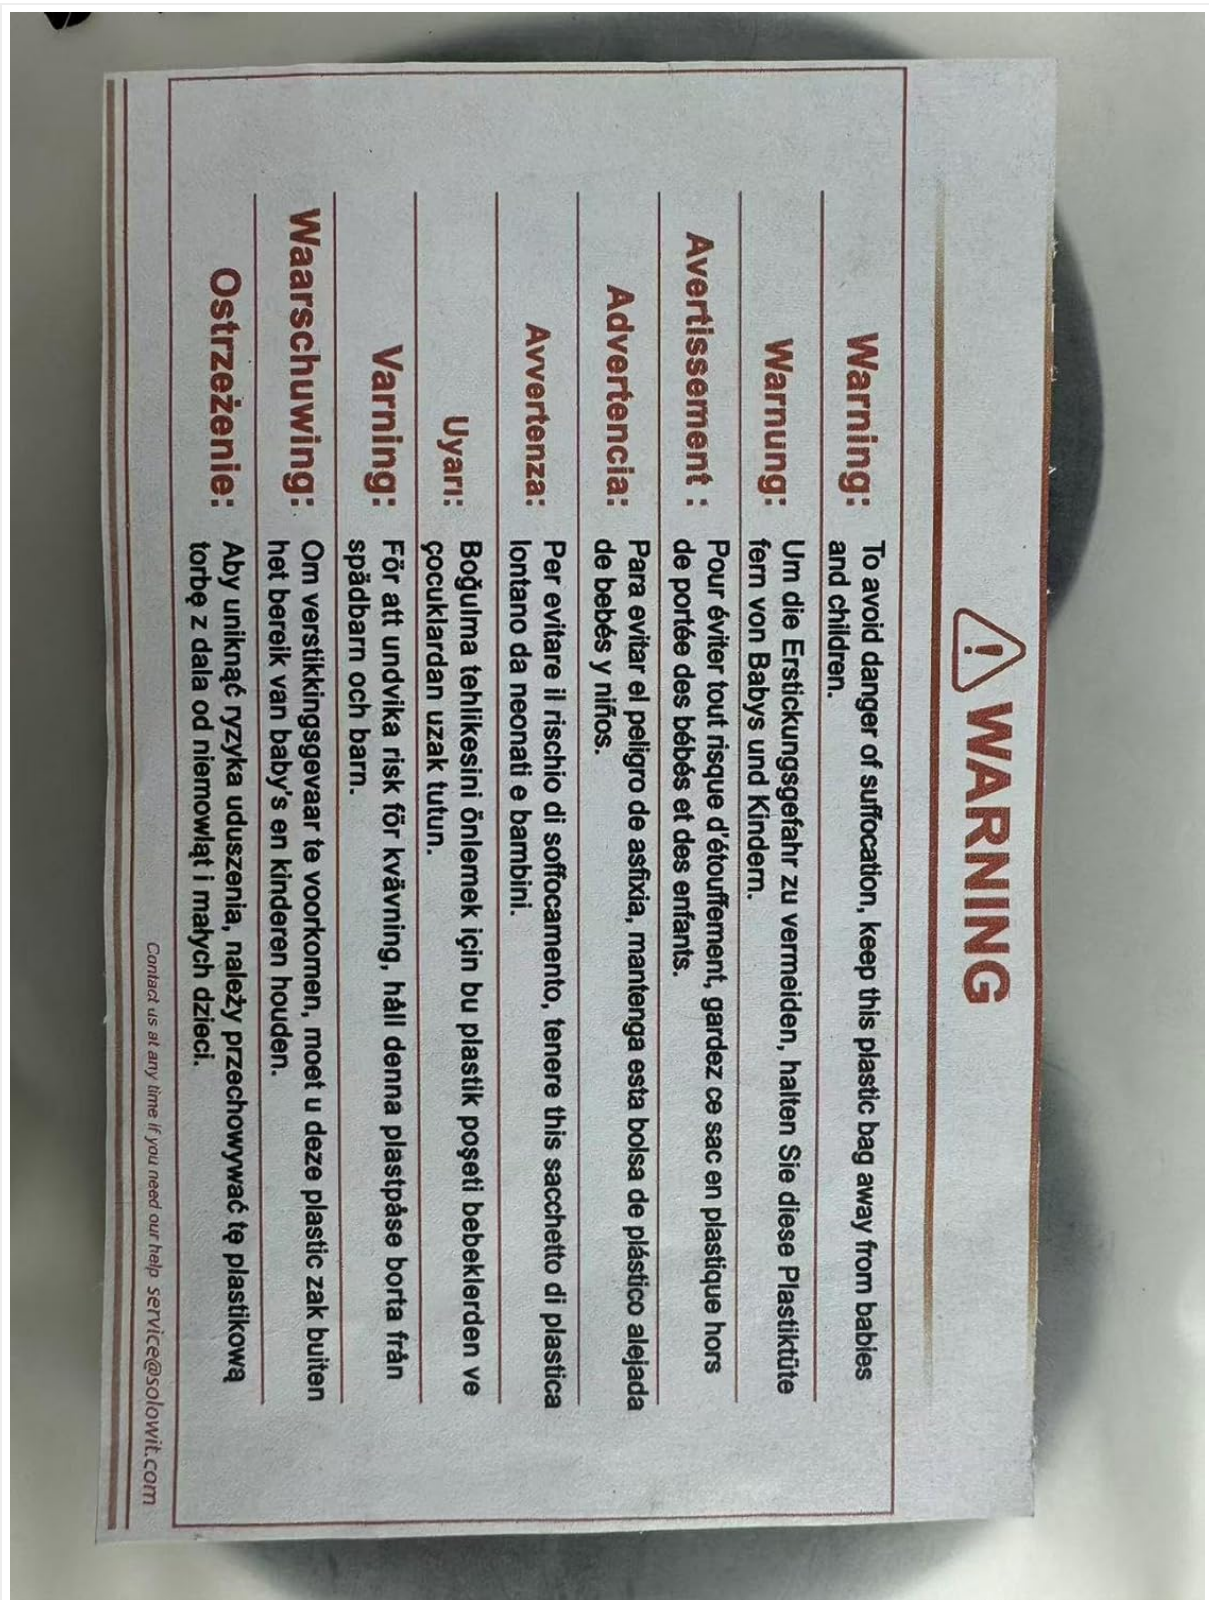 WARNING
Warning: To avoid danger of suffocation, keep this plastic bag away from babies
and children.
Warnung: Um die Erstickungsgefahr zu vermeiden, halten Sie diese Plastiktüte
fern von Babys und Kindern.
Avertissement : Pour éviter tout risque d'étouffement, gardez ce sac en plastique hors
de portée des bébés et des enfants.
Advertencia: Para evitar el peligro de asfixia, mantenga esta bolsa de plástico alejada
de bebés y niños.
Avvertenza: Per evitare il rischio di soffocamento, tenere this sacchetto di plastica
lontano da neonati e bambini.
Uyarı: Boğulma tehlikesini önlemek için bu plastik poşeti bebeklerden ve
çocuklardan uzak tutun.
Varning: För att undvika risk för kvävning, håll denna plastpåse borta från
spädbarn och barn.
Waarschuwing: Om verstikkingsgevaar te voorkomen, moet u deze plastic zak buiten
het bereik van baby's en kinderen houden.
Ostrzeżenie: Aby uniknąć ryzyka uduszenia, należy przechowywać tę plastikową
torbę z dala od niemowląt i małych dzieci.
Contact us at any time if you need our help service@solowit.com